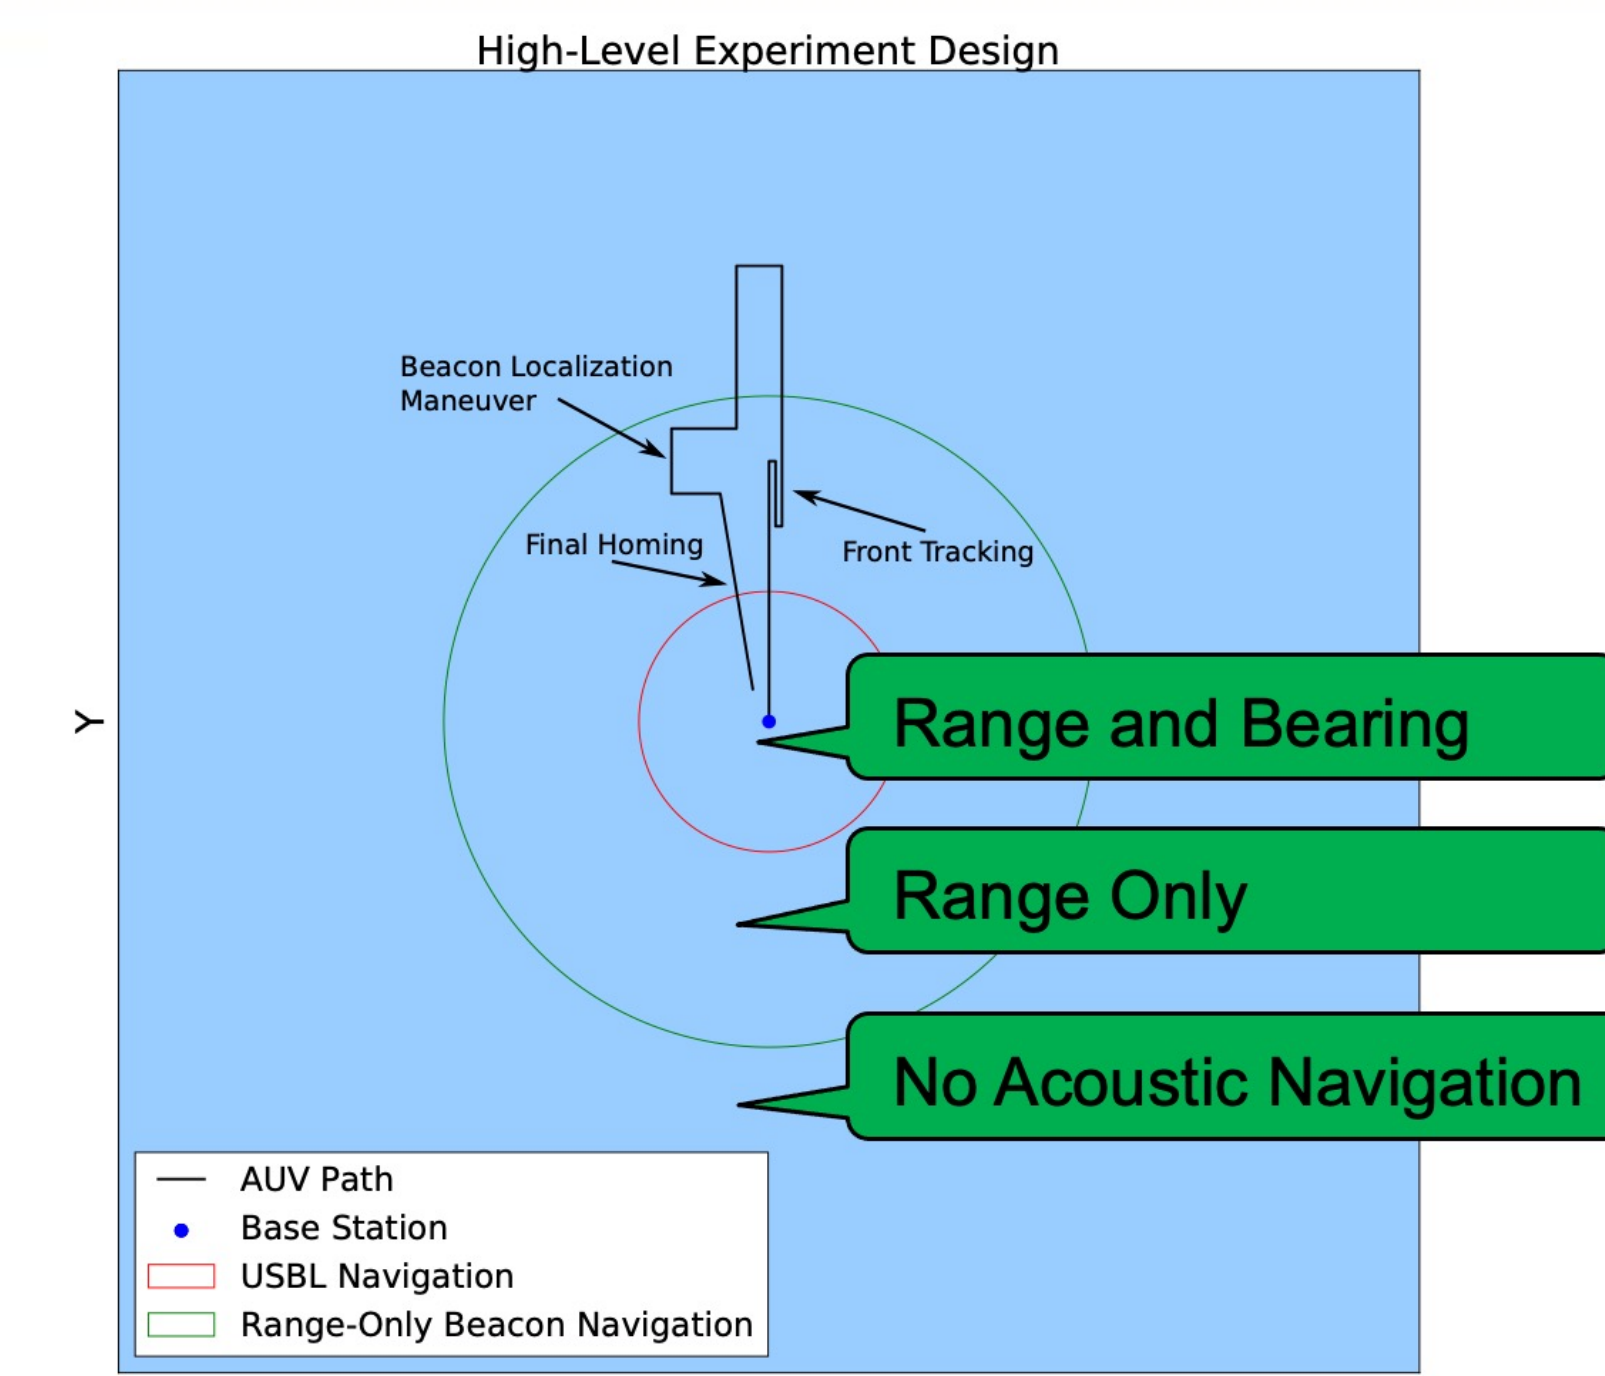 High-Level Experiment Design
Beacon Localization
Maneuver
Final Homing
Front Tracking
Y
Range and Bearing
Range Only
No Acoustic Navigation
AUV Path
Base Station
USBL Navigation
Range-Only Beacon Navigation